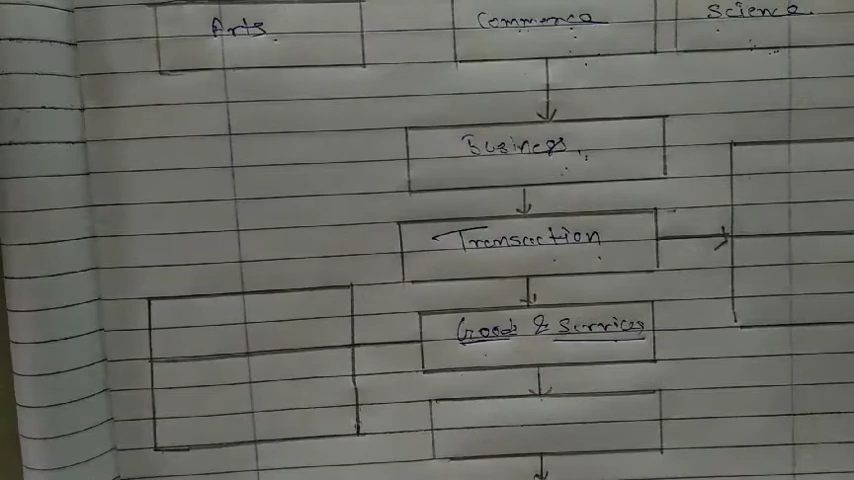 Arts
Commerce
Science
Business
Transaction
Goods & Services